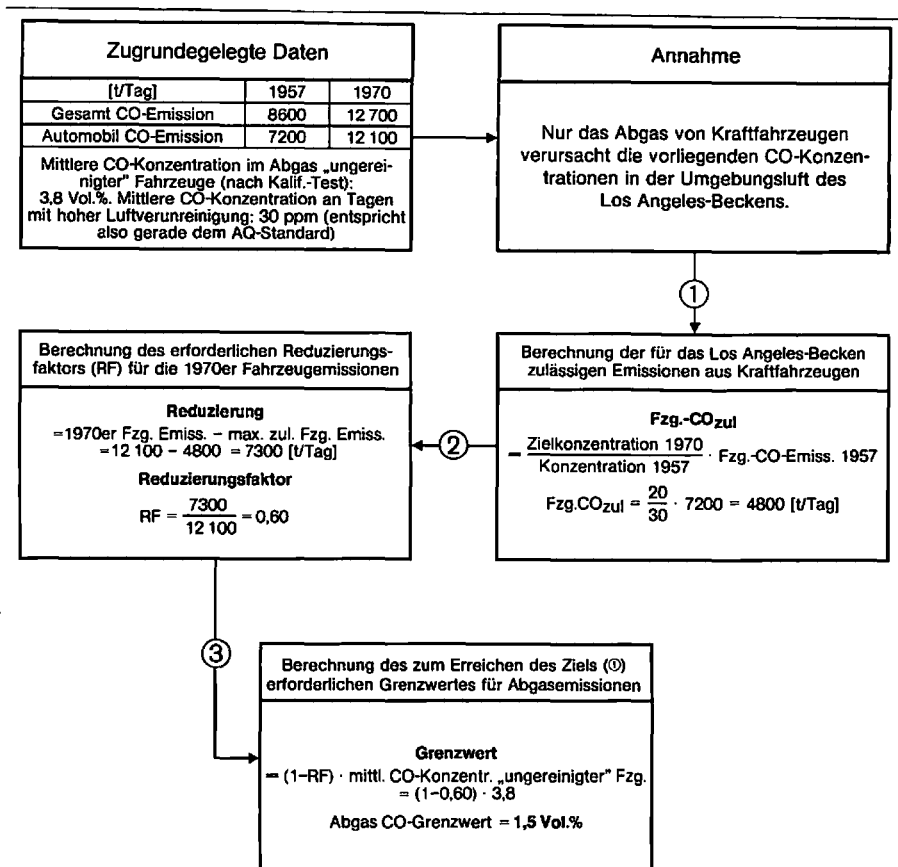 Zugrundegelegte Daten
[t/Tag] 1957 1970
Gesamt CO-Emission 8600 12 700
Automobil CO-Emission 7200 12 100
Mittlere CO-Konzentration im Abgas „ungerei-
nigter" Fahrzeuge (nach Kalif.-Test):
3,8 Vol.%. Mittlere CO-Konzentration an Tagen
mit hoher Luftverunreinigung: 30 ppm (entspricht
also gerade dem AQ-Standard)
Annahme
Nur das Abgas von Kraftfahrzeugen
verursacht die vorliegenden CO-Konzen-
trationen in der Umgebungsluft des
Los Angeles-Beckens.
①
Berechnung der für das Los Angeles-Becken
zulässigen Emissionen aus Kraftfahrzeugen
Fzg.-COzul
= Zielkonzentration 1970 / Konzentration 1957 · Fzg.-CO-Emiss. 1957
Fzg.COzul = 20/30 · 7200 = 4800 [t/Tag]
②
Berechnung des erforderlichen Reduzierungs-
faktors (RF) für die 1970er Fahrzeugemissionen
Reduzierung
=1970er Fzg. Emiss. – max. zul. Fzg. Emiss.
=12 100 – 4800 = 7300 [t/Tag]
Reduzierungsfaktor
RF = 7300/12 100 = 0,60
③
Berechnung des zum Erreichen des Ziels (①)
erforderlichen Grenzwertes für Abgasemissionen
Grenzwert
= (1–RF) · mittl. CO-Konzentr. „ungereinigter" Fzg.
= (1–0,60) · 3,8
Abgas CO-Grenzwert = 1,5 Vol.%